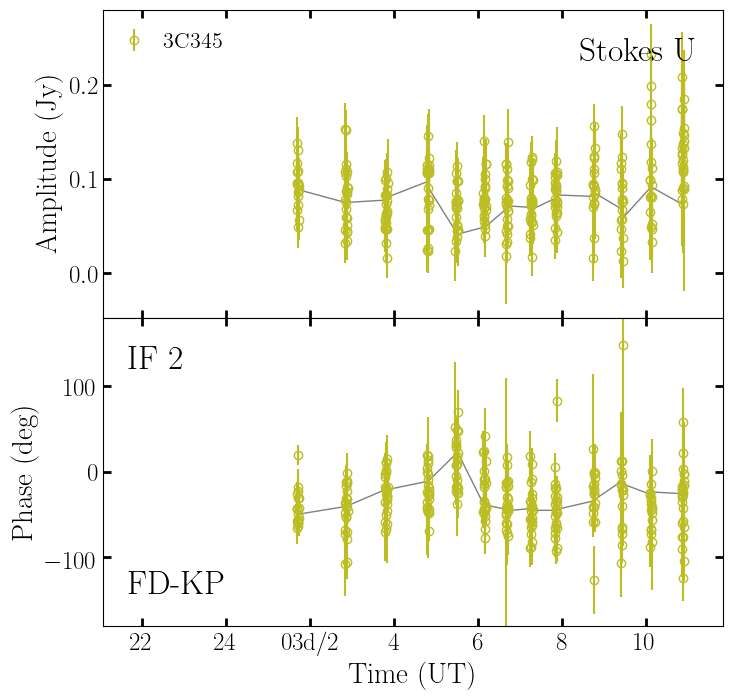 3C345
Stokes U
Amplitude (Jy)
0.2
0.1
0.0
IF 2
FD-KP
Phase (deg)
100
0
−100
22 24 03d/2 4 6 8 10
Time (UT)